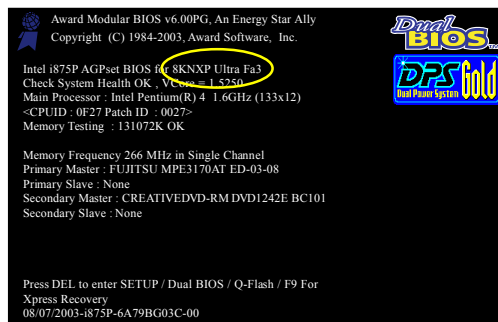 Award Modular BIOS v6.00PG, An Energy Star Ally
Copyright (C) 1984-2003, Award Software, Inc.
Dual
BIOS
Intel i875P AGPset BIOS for 8KNXP Ultra Fa3
Check System Health OK , VCore = 1.5250
Main Processor : Intel Pentium(R) 4 1.6GHz (133x12)
<CPUID : 0F27 Patch ID : 0027>
Memory Testing : 131072K OK
DPS Gold
Dual Power System
Memory Frequency 266 MHz in Single Channel
Primary Master : FUJITSU MPE3170AT ED-03-08
Primary Slave : None
Secondary Master : CREATIVEDVD-RM DVD1242E BC101
Secondary Slave : None
Press DEL to enter SETUP / Dual BIOS / Q-Flash / F9 For
Xpress Recovery
08/07/2003-i875P-6A79BG03C-00